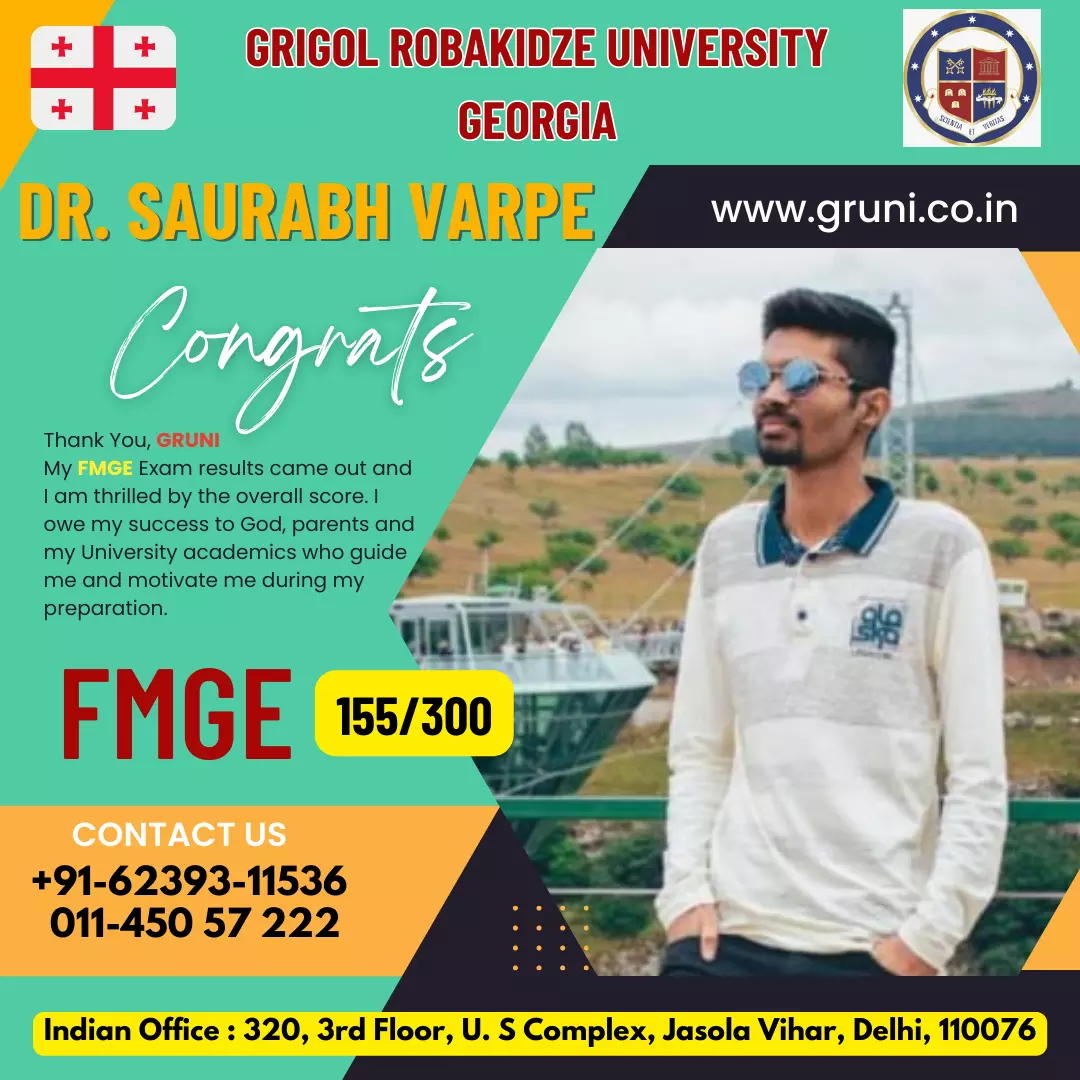 GRIGOL ROBAKIDZE UNIVERSITY
GEORGIA
SCIENTIA ET VERITAS
DR. SAURABH VARPE
www.gruni.co.in
Congrats
Thank You, GRUNI
My FMGE Exam results came out and
I am thrilled by the overall score. I
owe my success to God, parents and
my University academics who guide
me and motivate me during my
preparation.
FMGE
155/300
CONTACT US
+91-62393-11536
011-450 57 222
Indian Office : 320, 3rd Floor, U. S Complex, Jasola Vihar, Delhi, 110076